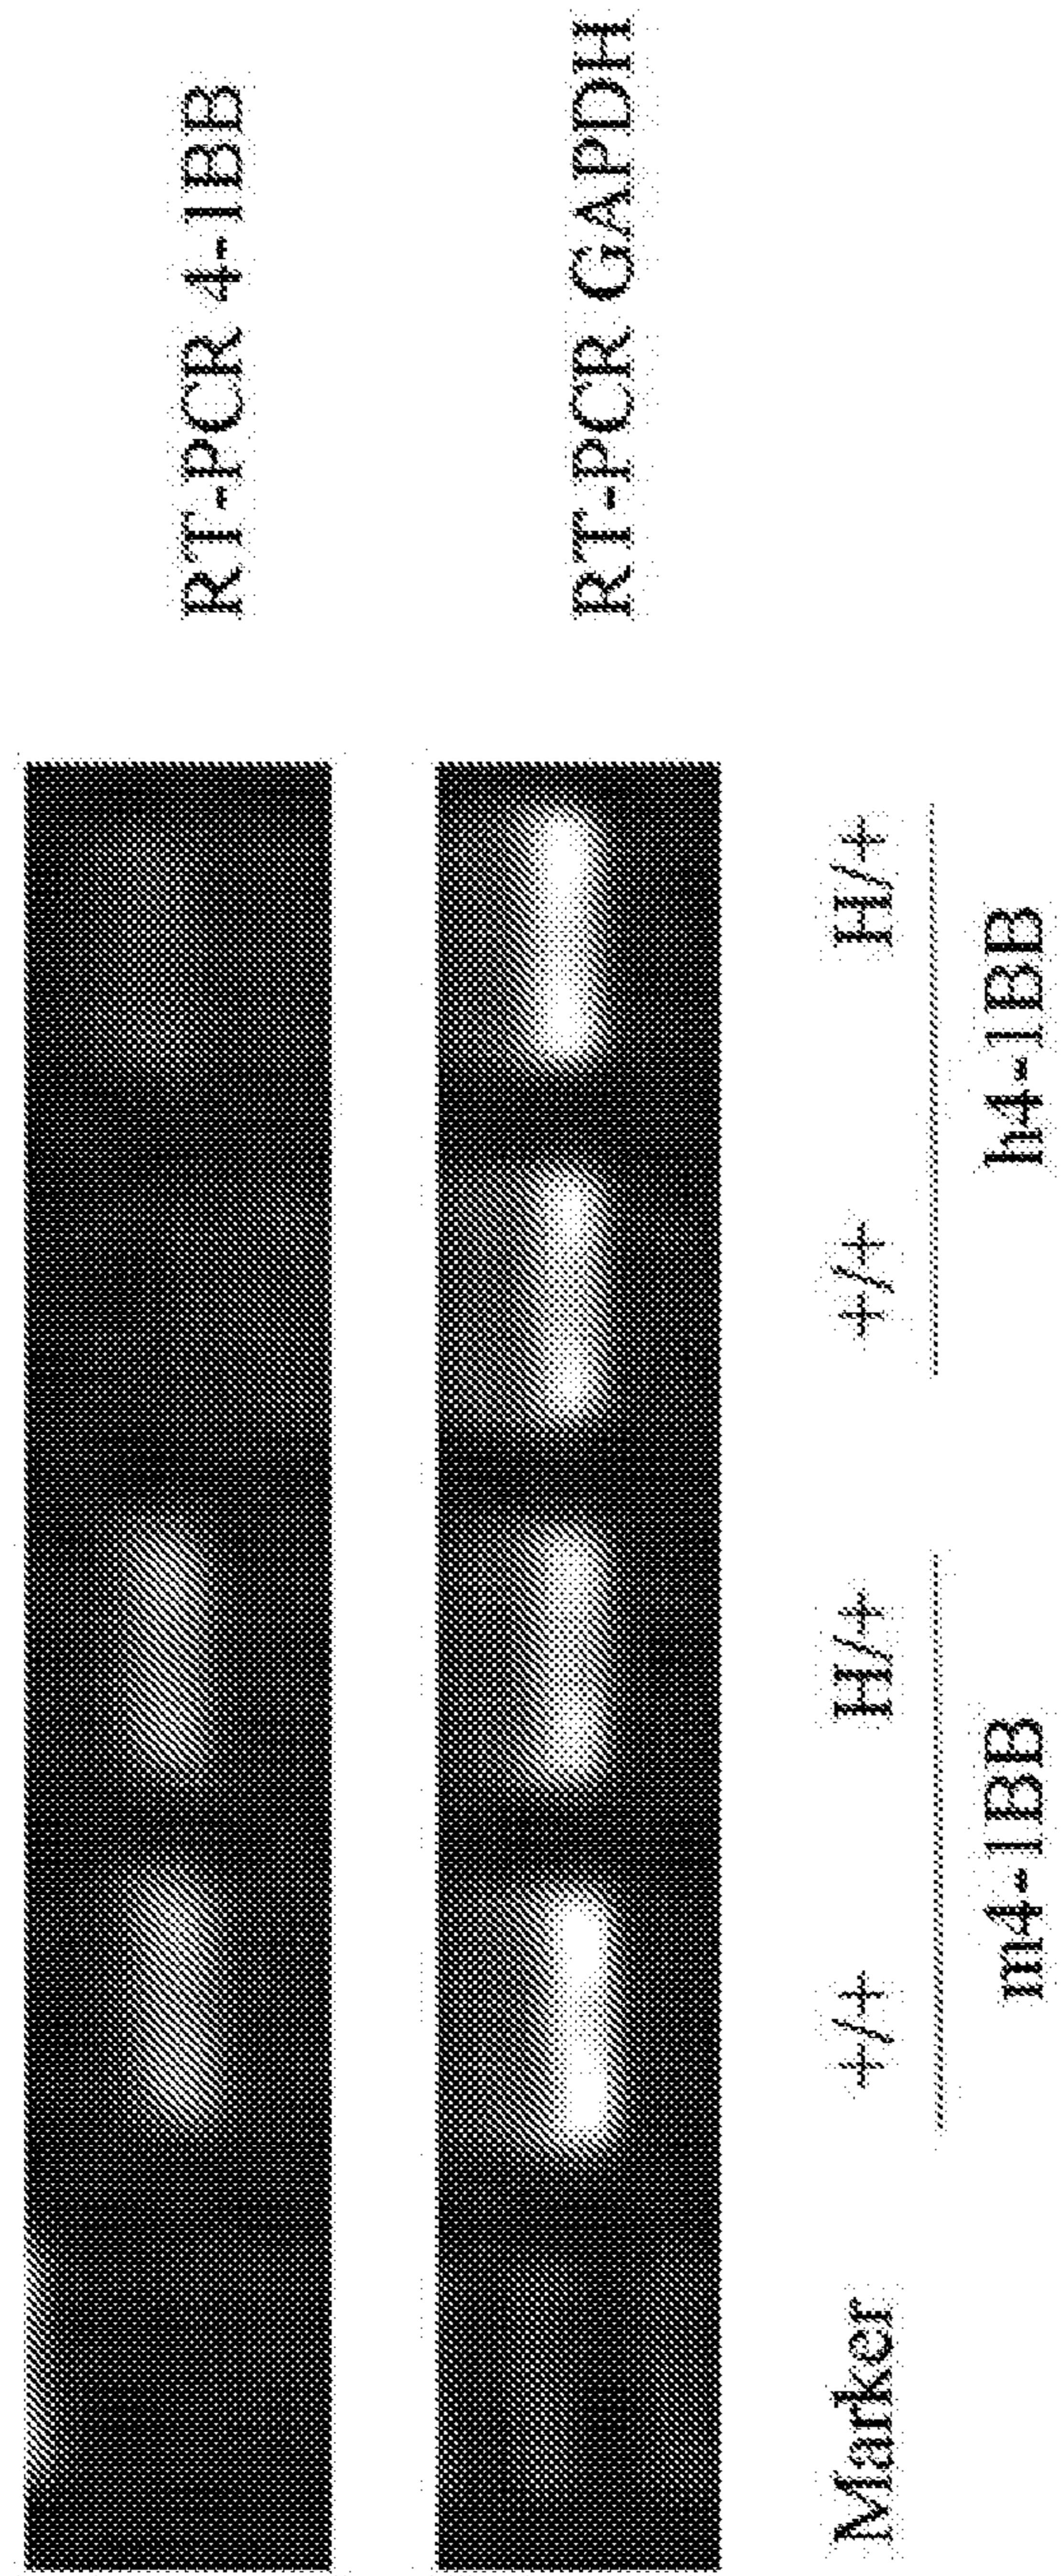 RT-PCR 4-1BB
RT-PCR GAPDH
Marker +/+ H/+ +/+ H/+
m4-1BB h4-1BB